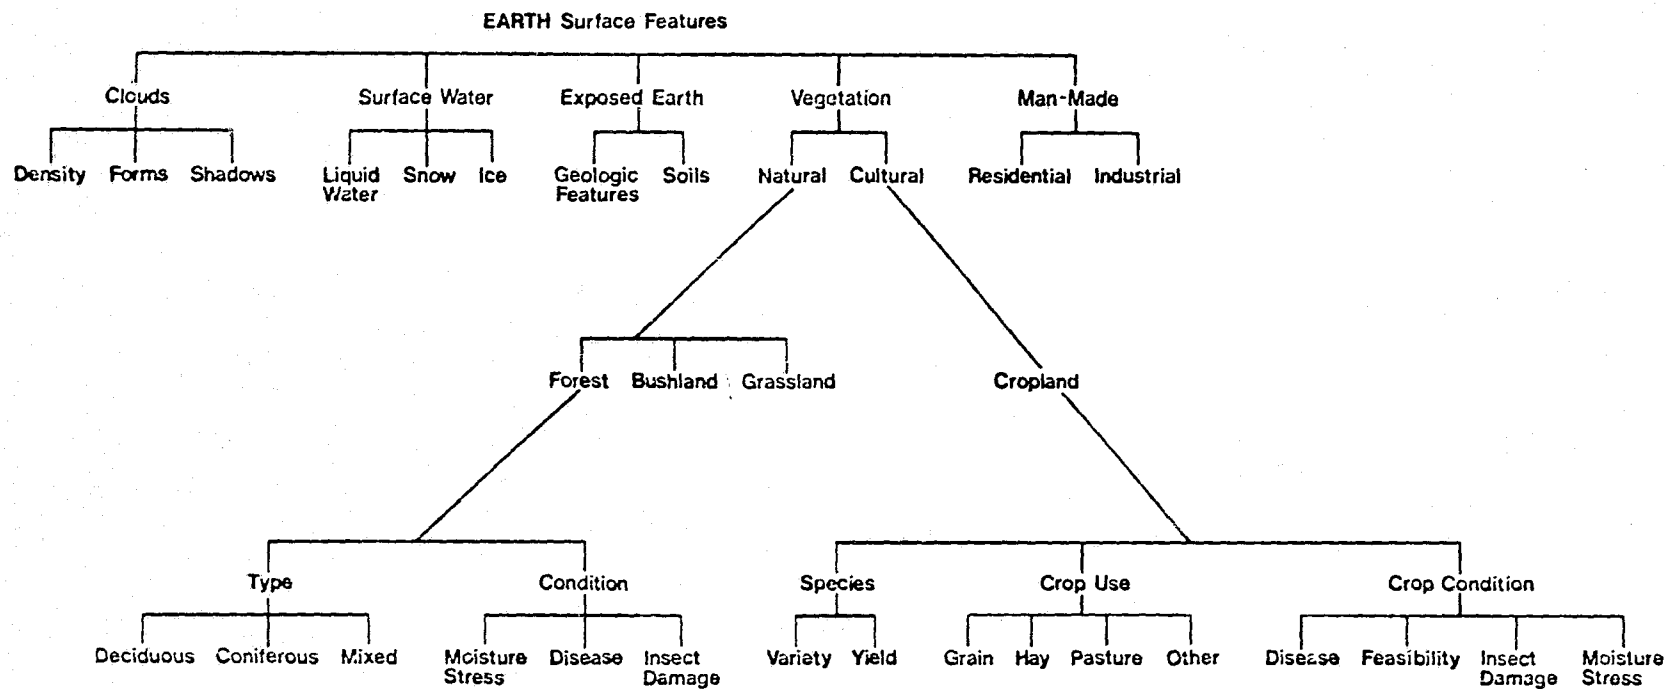 EARTH Surface Features
Clouds Surface Water Exposed Earth Vegetation Man-Made
Density Forms Shadows Liquid Snow Ice Geologic Soils Natural Cultural Residential Industrial
Water Features
Forest Bushland Grassland Cropland
Type Condition Species Crop Use Crop Condition
Deciduous Coniferous Mixed Moisture Disease Insect Variety Yield Grain Hay Pasture Other Disease Feasibility Insect Moisture
Stress Damage Damage Stress